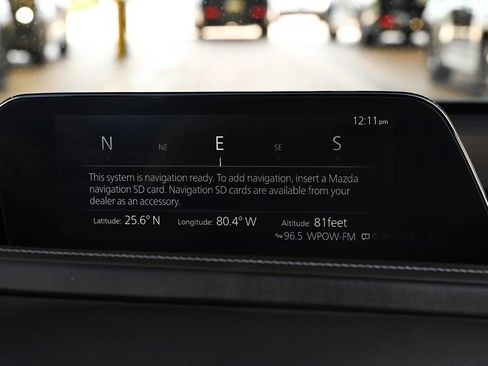 12:11pm
N NE E SE S
This system is navigation ready. To add navigation, insert a Mazda
navigation SD card. Navigation SD cards are available from your
dealer as an accessory.
Latitude: 25.6° N Longitude: 80.4° W Altitude: 81feet
96.5 WPOW-FM